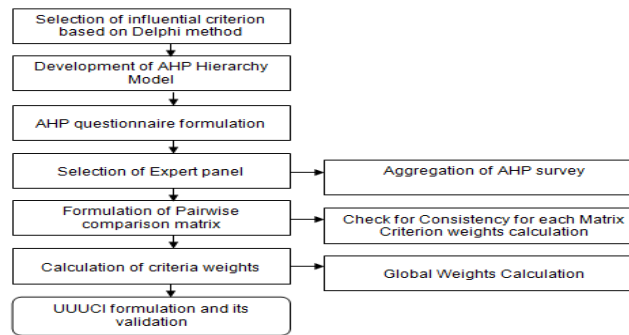 Selection of influential criterion
based on Delphi method
Development of AHP Hierarchy
Model
AHP questionnaire formulation
Selection of Expert panel
Aggregation of AHP survey
Formulation of Pairwise
comparison matrix
Check for Consistency for each Matrix
Criterion weights calculation
Calculation of criteria weights
Global Weights Calculation
UUUCI formulation and its
validation